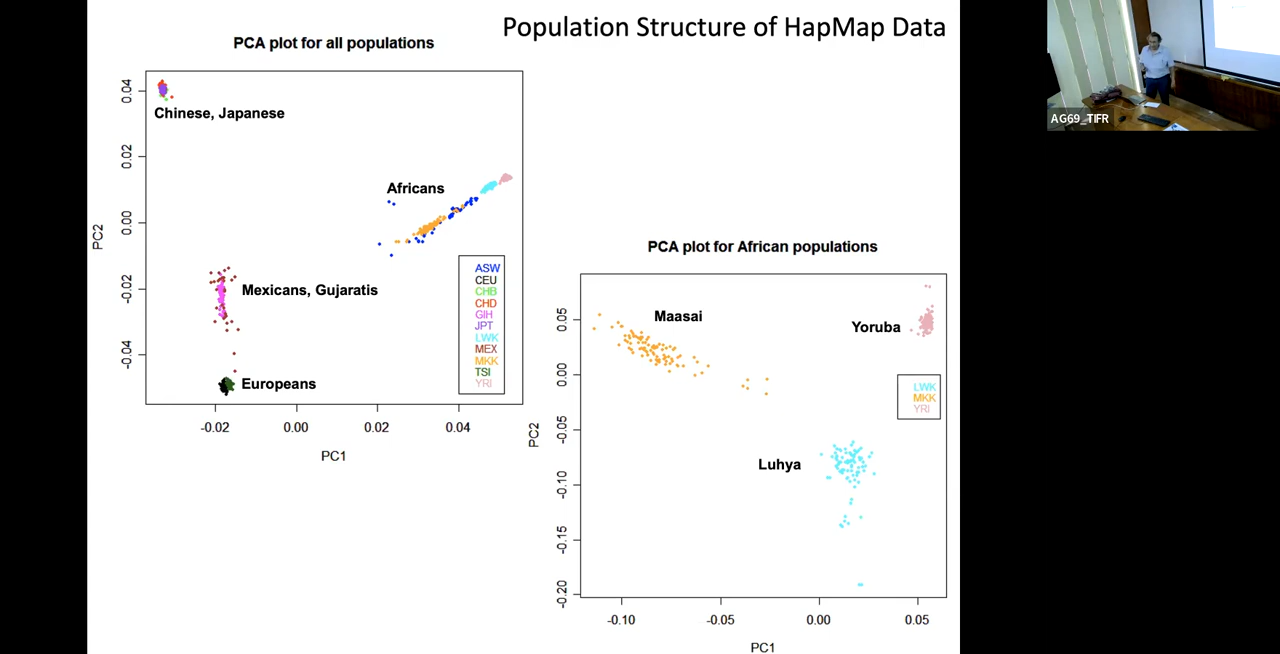 Population Structure of HapMap Data
PCA plot for all populations
0.04
0.02
0.00
-0.02
-0.04
PC2
Chinese, Japanese
Africans
Mexicans, Gujaratis
Europeans
ASW
CEU
CHB
CHD
GIH
JPT
LWK
MEX
MKK
TSI
YRI
-0.02
0.00
0.02
0.04
PC1
PCA plot for African populations
0.05
0.00
-0.05
-0.10
-0.15
-0.20
PC2
Maasai
Yoruba
Luhya
LWK
MKK
YRI
-0.10
-0.05
0.00
0.05
PC1
AG69_TIFR